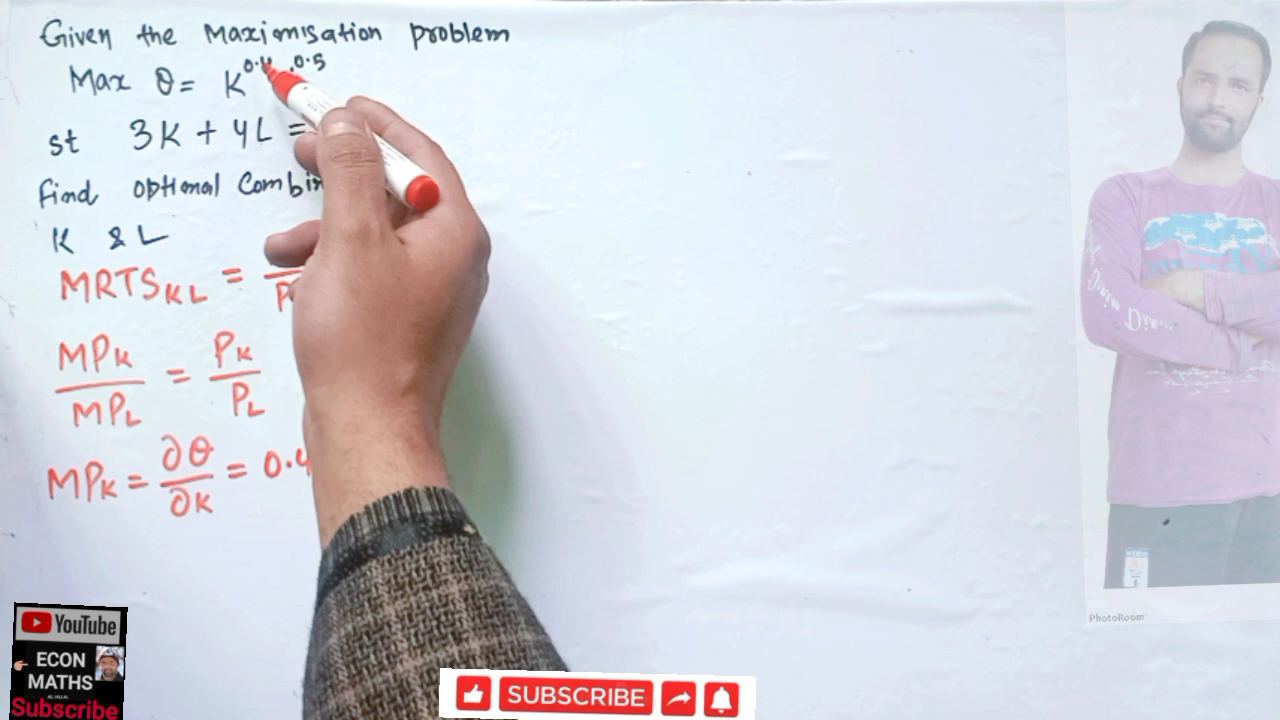 Given the Maximisation problem
Max θ = K^0.4 ^0.5
st 3K + 4L =
Find optimal
K & L
MRTS_KL =
MP_K / MP_L = P_K / P_L
MP_K = ∂θ / ∂K = 0.4
YouTube
ECON
MATHS
Subscribe
SUBSCRIBE
PhotoRoom